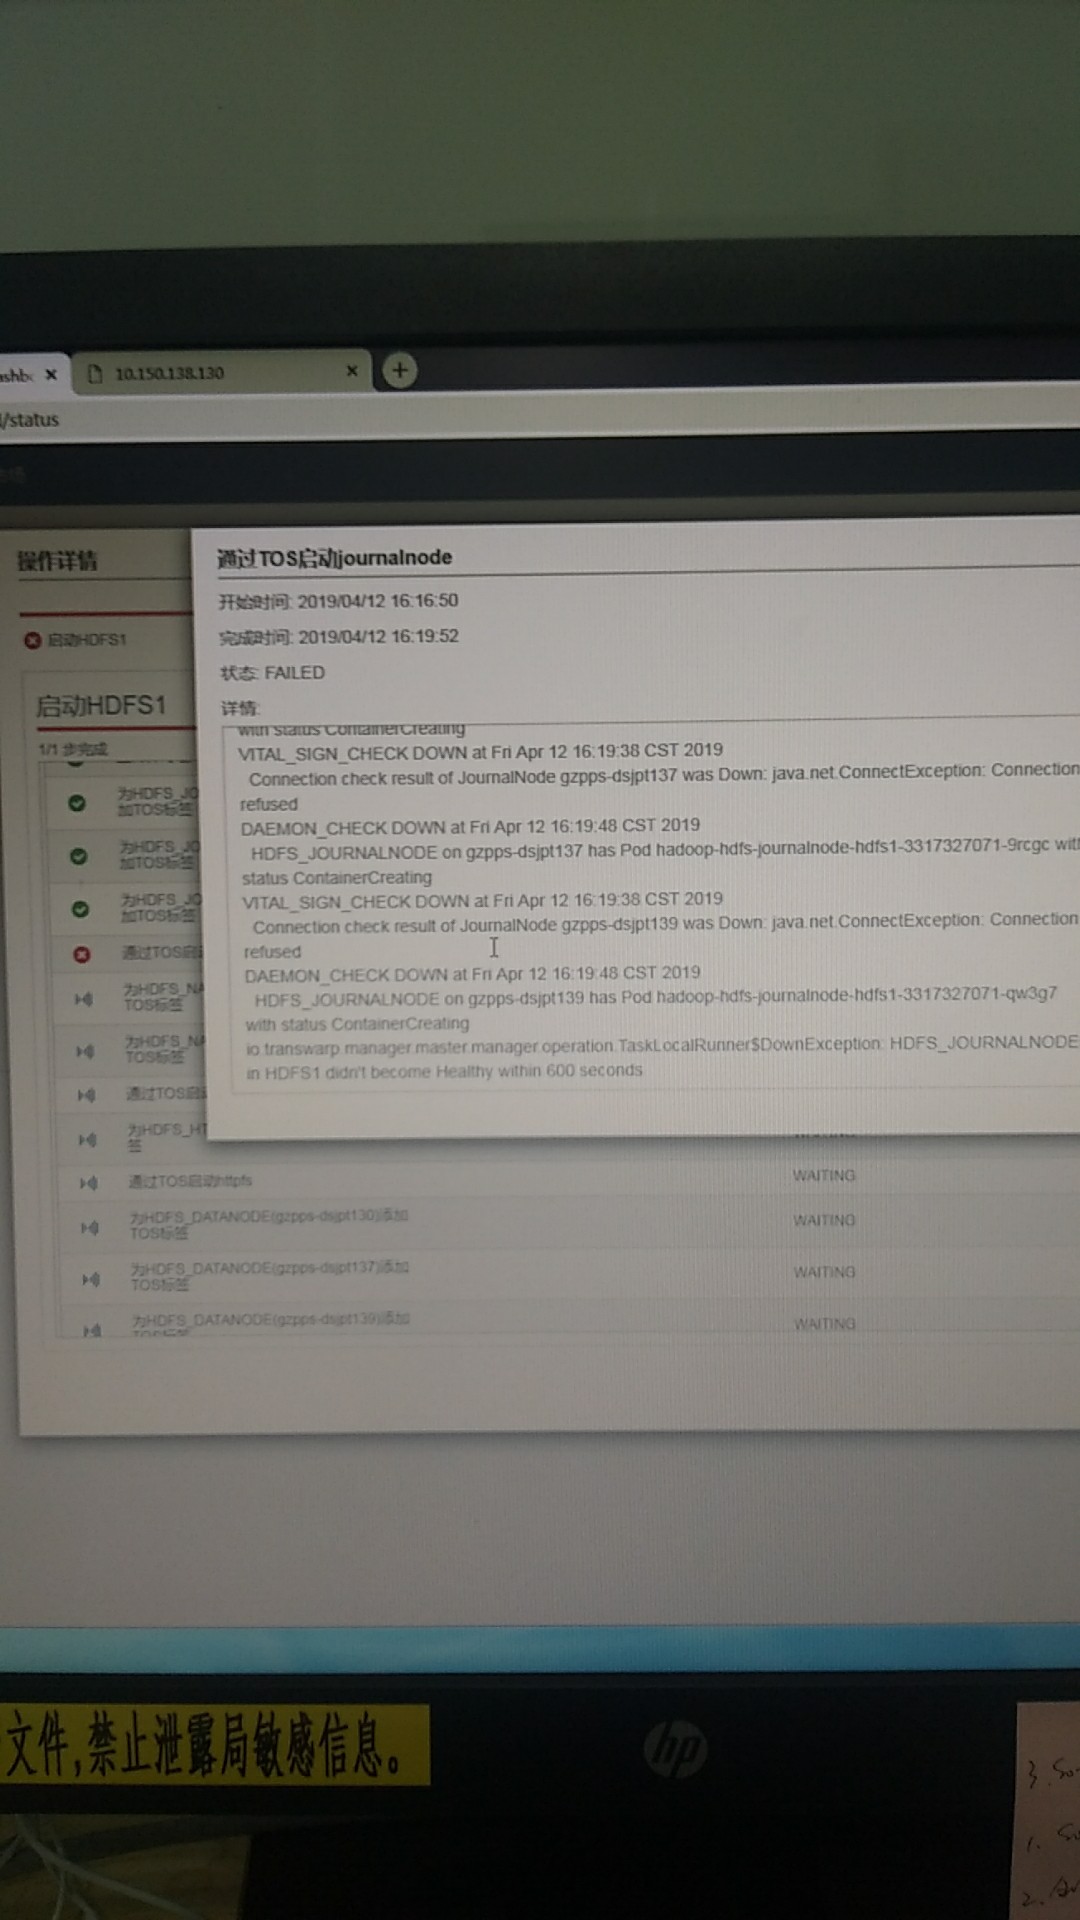 10.150.138.130
/status
操作详情
启动HDFS1
启动HDFS1
1/1 步完成
为HDFS_JO
加TOS标签
为HDFS_JO
加TOS标签
为HDFS_JO
加TOS标签
通过TOS启
为HDFS_NA
TOS标签
为HDFS_NA
TOS标签
通过TOS启
为HDFS_HT
签
通过TOS启动httpfs
WAITING
为HDFS_DATANODE(gzpps-dsjpt130)添加
TOS标签
WAITING
为HDFS_DATANODE(gzpps-dsjpt137)添加
TOS标签
WAITING
为HDFS_DATANODE(gzpps-dsjpt139)添加
WAITING
通过TOS启动journalnode
开始时间: 2019/04/12 16:16:50
完成时间: 2019/04/12 16:19:52
状态: FAILED
详情:
with status ContainerCreating
VITAL_SIGN_CHECK DOWN at Fri Apr 12 16:19:38 CST 2019
Connection check result of JournalNode gzpps-dsjpt137 was Down: java.net.ConnectException: Connection
refused
DAEMON_CHECK DOWN at Fri Apr 12 16:19:48 CST 2019
HDFS_JOURNALNODE on gzpps-dsjpt137 has Pod hadoop-hdfs-journalnode-hdfs1-3317327071-9rcgc with
status ContainerCreating
VITAL_SIGN_CHECK DOWN at Fri Apr 12 16:19:38 CST 2019
Connection check result of JournalNode gzpps-dsjpt139 was Down: java.net.ConnectException: Connection
refused
DAEMON_CHECK DOWN at Fri Apr 12 16:19:48 CST 2019
HDFS_JOURNALNODE on gzpps-dsjpt139 has Pod hadoop-hdfs-journalnode-hdfs1-3317327071-qw3g7
with status ContainerCreating
io.transwarp.manager.master.manager.operation.TaskLocalRunner$DownException: HDFS_JOURNALNODE
in HDFS1 didn't become Healthy within 600 seconds
文件,禁止泄露局敏感信息。
hp